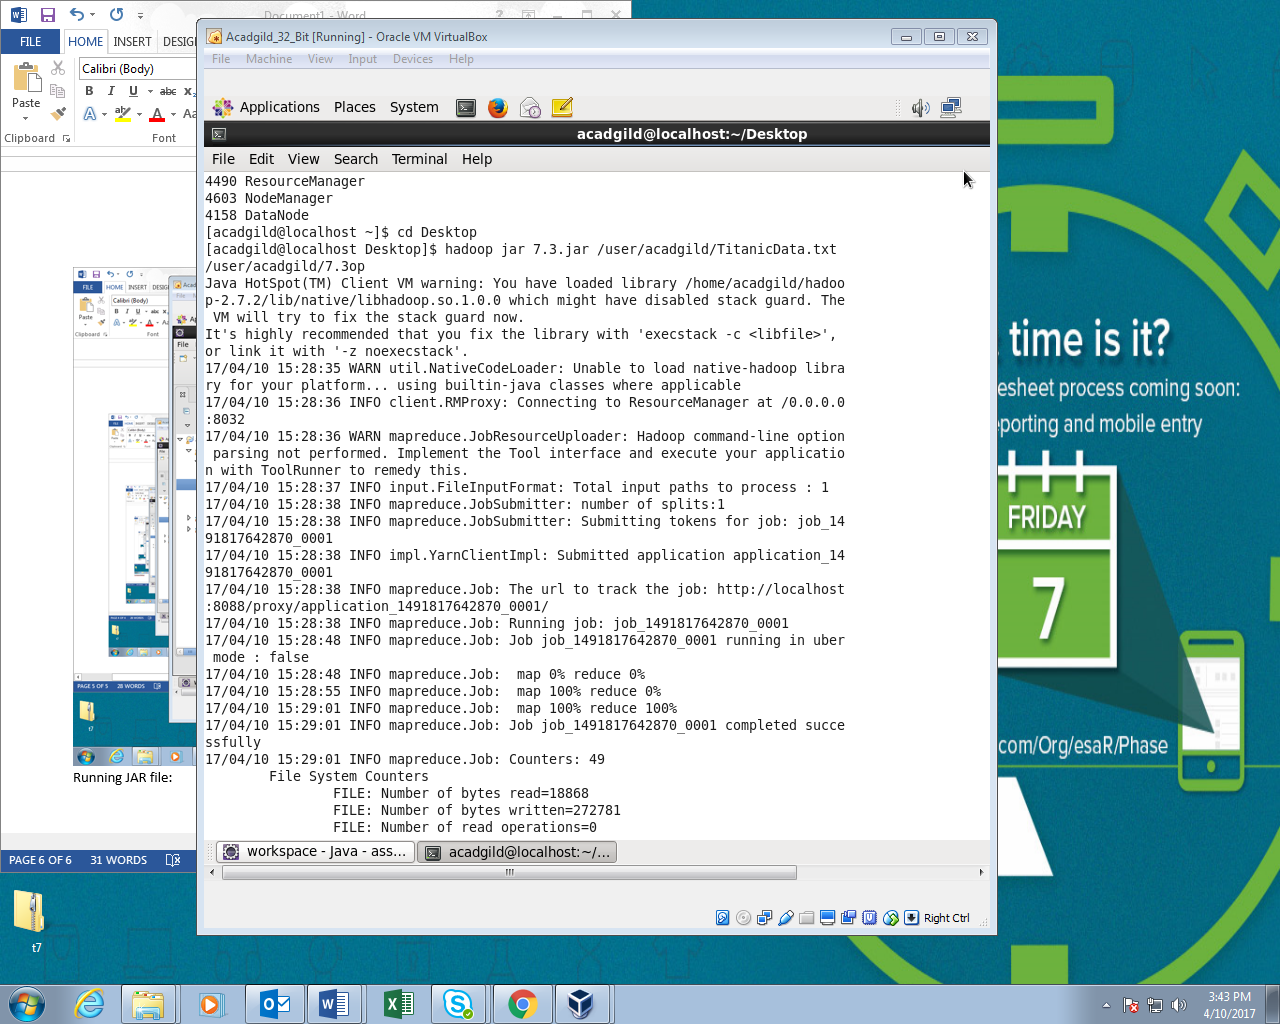 Document1 - Word
FILE
HOME
INSERT
DESIG
Calibri (Body)
Paste
B I U abc X
A
Aa
Clipboard
Font
Running JAR file:
PAGE 6 OF 6
31 WORDS
t7
Acadgild_32_Bit [Running] - Oracle VM VirtualBox
File Machine View Input Devices Help
Applications Places System
acadgild@localhost:~/Desktop
File Edit View Search Terminal Help
4490 ResourceManager
4603 NodeManager
4158 DataNode
[acadgild@localhost ~]$ cd Desktop
[acadgild@localhost Desktop]$ hadoop jar 7.3.jar /user/acadgild/TitanicData.txt
/user/acadgild/7.3op
Java HotSpot(TM) Client VM warning: You have loaded library /home/acadgild/hadoo
p-2.7.2/lib/native/libhadoop.so.1.0.0 which might have disabled stack guard. The
VM will try to fix the stack guard now.
It's highly recommended that you fix the library with 'execstack -c <libfile>',
or link it with '-z noexecstack'.
17/04/10 15:28:35 WARN util.NativeCodeLoader: Unable to load native-hadoop libra
ry for your platform... using builtin-java classes where applicable
17/04/10 15:28:36 INFO client.RMProxy: Connecting to ResourceManager at /0.0.0.0
:8032
17/04/10 15:28:36 WARN mapreduce.JobResourceUploader: Hadoop command-line option
parsing not performed. Implement the Tool interface and execute your applicatio
n with ToolRunner to remedy this.
17/04/10 15:28:37 INFO input.FileInputFormat: Total input paths to process : 1
17/04/10 15:28:38 INFO mapreduce.JobSubmitter: number of splits:1
17/04/10 15:28:38 INFO mapreduce.JobSubmitter: Submitting tokens for job: job_14
91817642870_0001
17/04/10 15:28:38 INFO impl.YarnClientImpl: Submitted application application_14
91817642870_0001
17/04/10 15:28:38 INFO mapreduce.Job: The url to track the job: http://localhost
:8088/proxy/application_1491817642870_0001/
17/04/10 15:28:38 INFO mapreduce.Job: Running job: job_1491817642870_0001
17/04/10 15:28:48 INFO mapreduce.Job: Job job_1491817642870_0001 running in uber
mode : false
17/04/10 15:28:48 INFO mapreduce.Job:  map 0% reduce 0%
17/04/10 15:28:55 INFO mapreduce.Job:  map 100% reduce 0%
17/04/10 15:29:01 INFO mapreduce.Job:  map 100% reduce 100%
17/04/10 15:29:01 INFO mapreduce.Job: Job job_1491817642870_0001 completed succe
ssfully
17/04/10 15:29:01 INFO mapreduce.Job: Counters: 49
File System Counters
FILE: Number of bytes read=18868
FILE: Number of bytes written=272781
FILE: Number of read operations=0
workspace - Java - ass...
acadgild@localhost:~/...
Right Ctrl
time is it?
esheet process coming soon:
porting and mobile entry
FRIDAY
7
com/Org/esaR/Phase
3:43 PM
4/10/2017